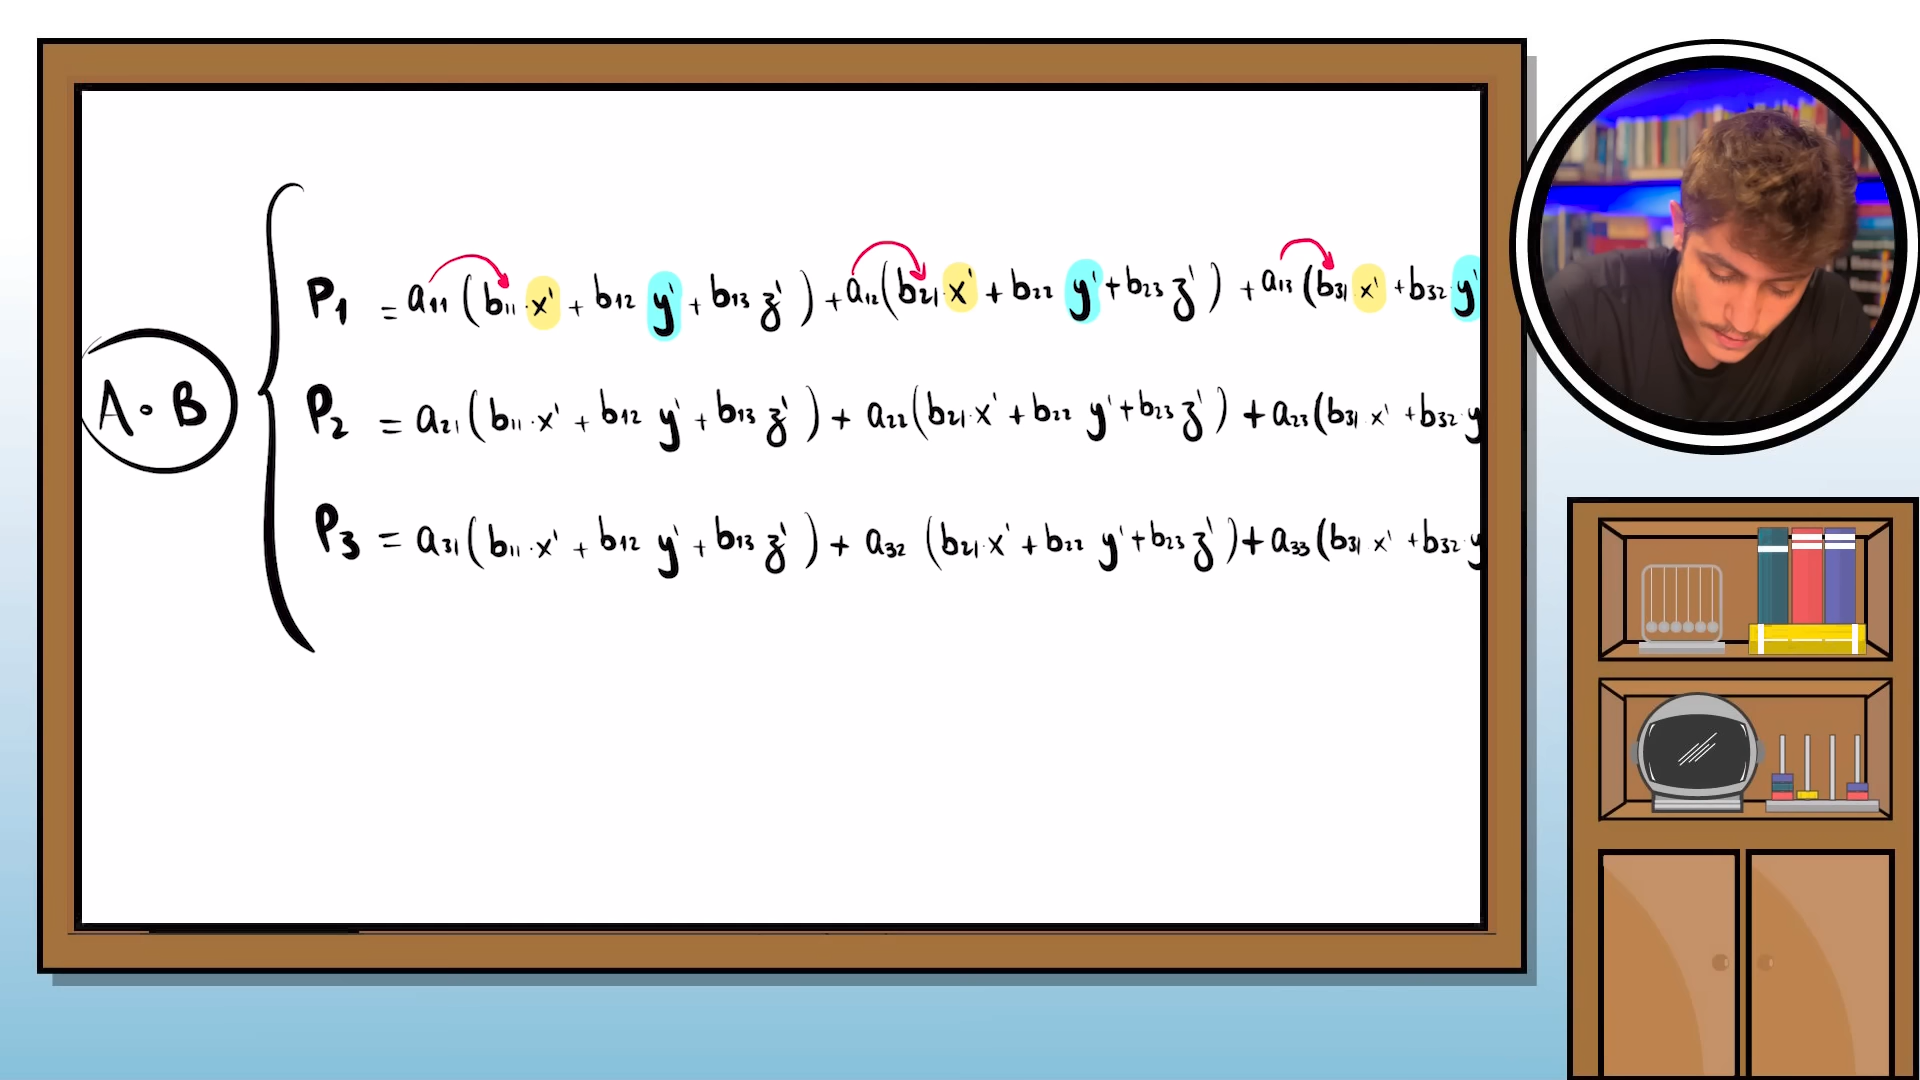 P1 = a11 (b11·x' + b12 y' + b13 z') + a12 (b21·x' + b22 y' + b23 z') + a13 (b31 x' + b32 y'
A·B
P2 = a21 (b11·x' + b12 y' + b13 z') + a22 (b21·x' + b22 y' + b23 z') + a23 (b31 x' + b32·y
P3 = a31 (b11·x' + b12 y' + b13 z') + a32 (b21·x' + b22 y' + b23 z') + a33 (b31 x' + b32·y